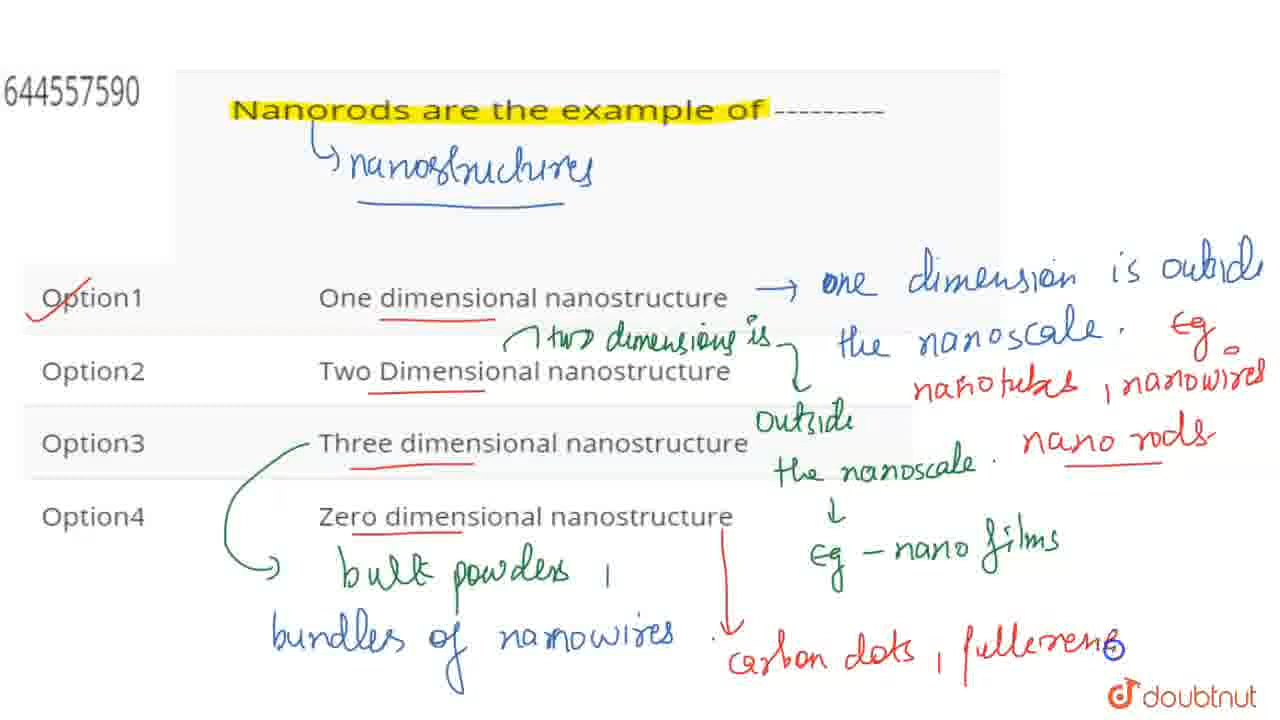 644557590
Nanorods are the example of ----------
nanostructures
Option1 One dimensional nanostructure → one dimension is outside
the nanoscale. Eg
nanotubes, nanowires
nano rods
two dimensions is
Option2 Two Dimensional nanostructure
outside
the nanoscale.
Eg - nano films
Option3 Three dimensional nanostructure
Option4 Zero dimensional nanostructure
bulk powders,
bundles of nanowires.
carbon dots, fullerene
doubtnut